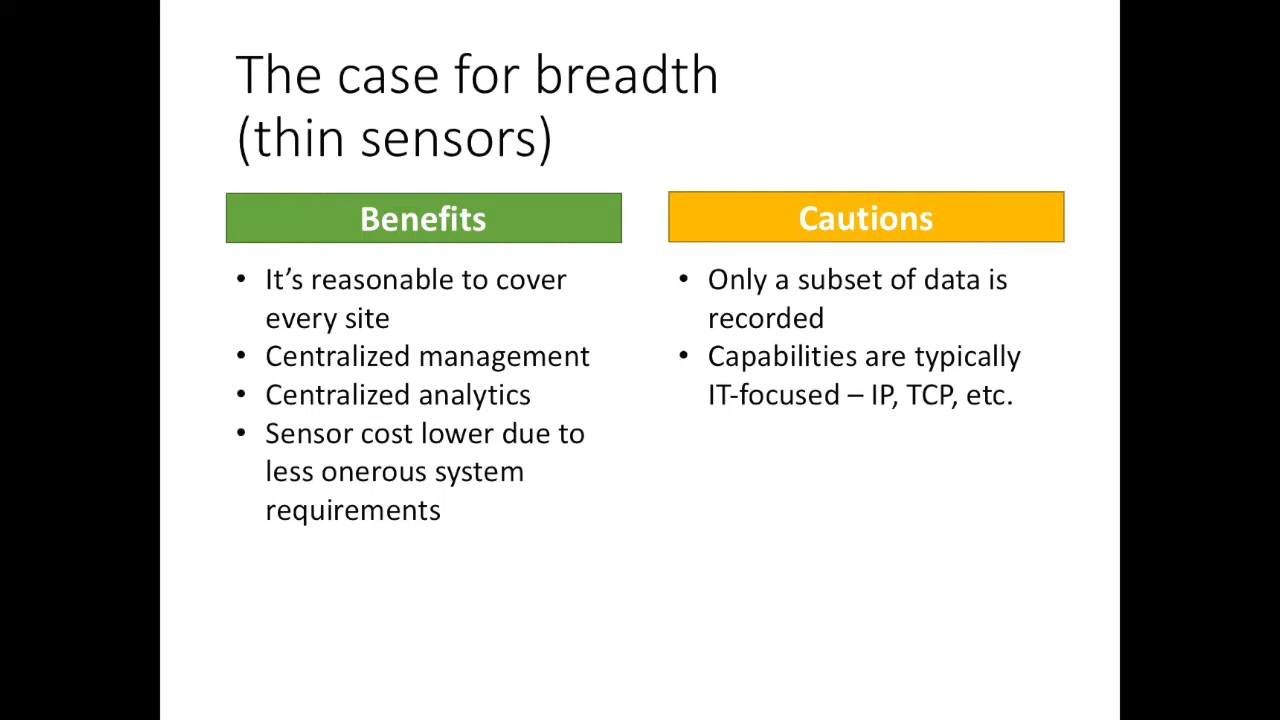 The case for breadth
(thin sensors)
Benefits
• It’s reasonable to cover
every site
• Centralized management
• Centralized analytics
• Sensor cost lower due to
less onerous system
requirements
Cautions
• Only a subset of data is
recorded
• Capabilities are typically
IT-focused – IP, TCP, etc.